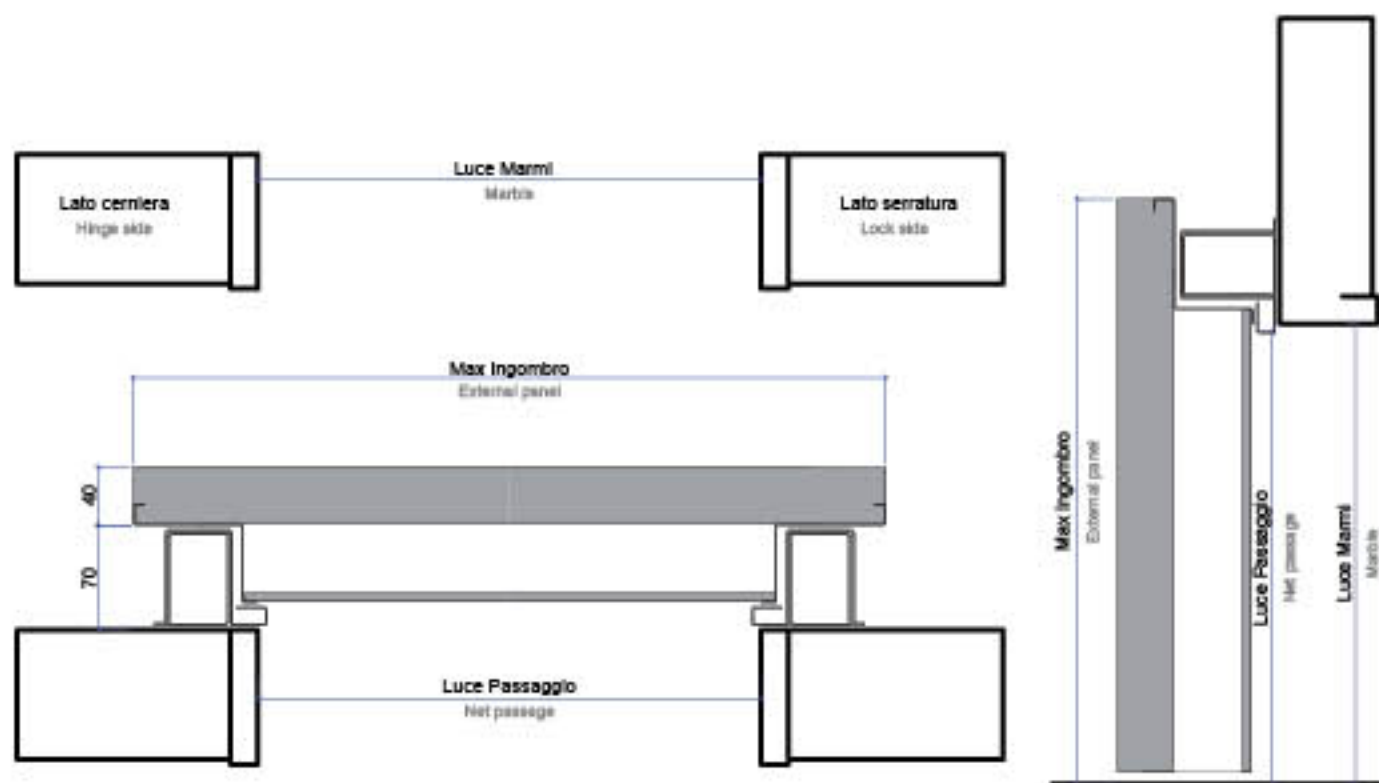 Luce Marmi
Marble
Lato cerniera
Hinge side
Lato serratura
Lock side
Max Ingombro
External panel
40
70
Luce Passaggio
Net passage
Max Ingombro
External panel
Luce Passaggio
Net passage
Luce Marmi
Marble